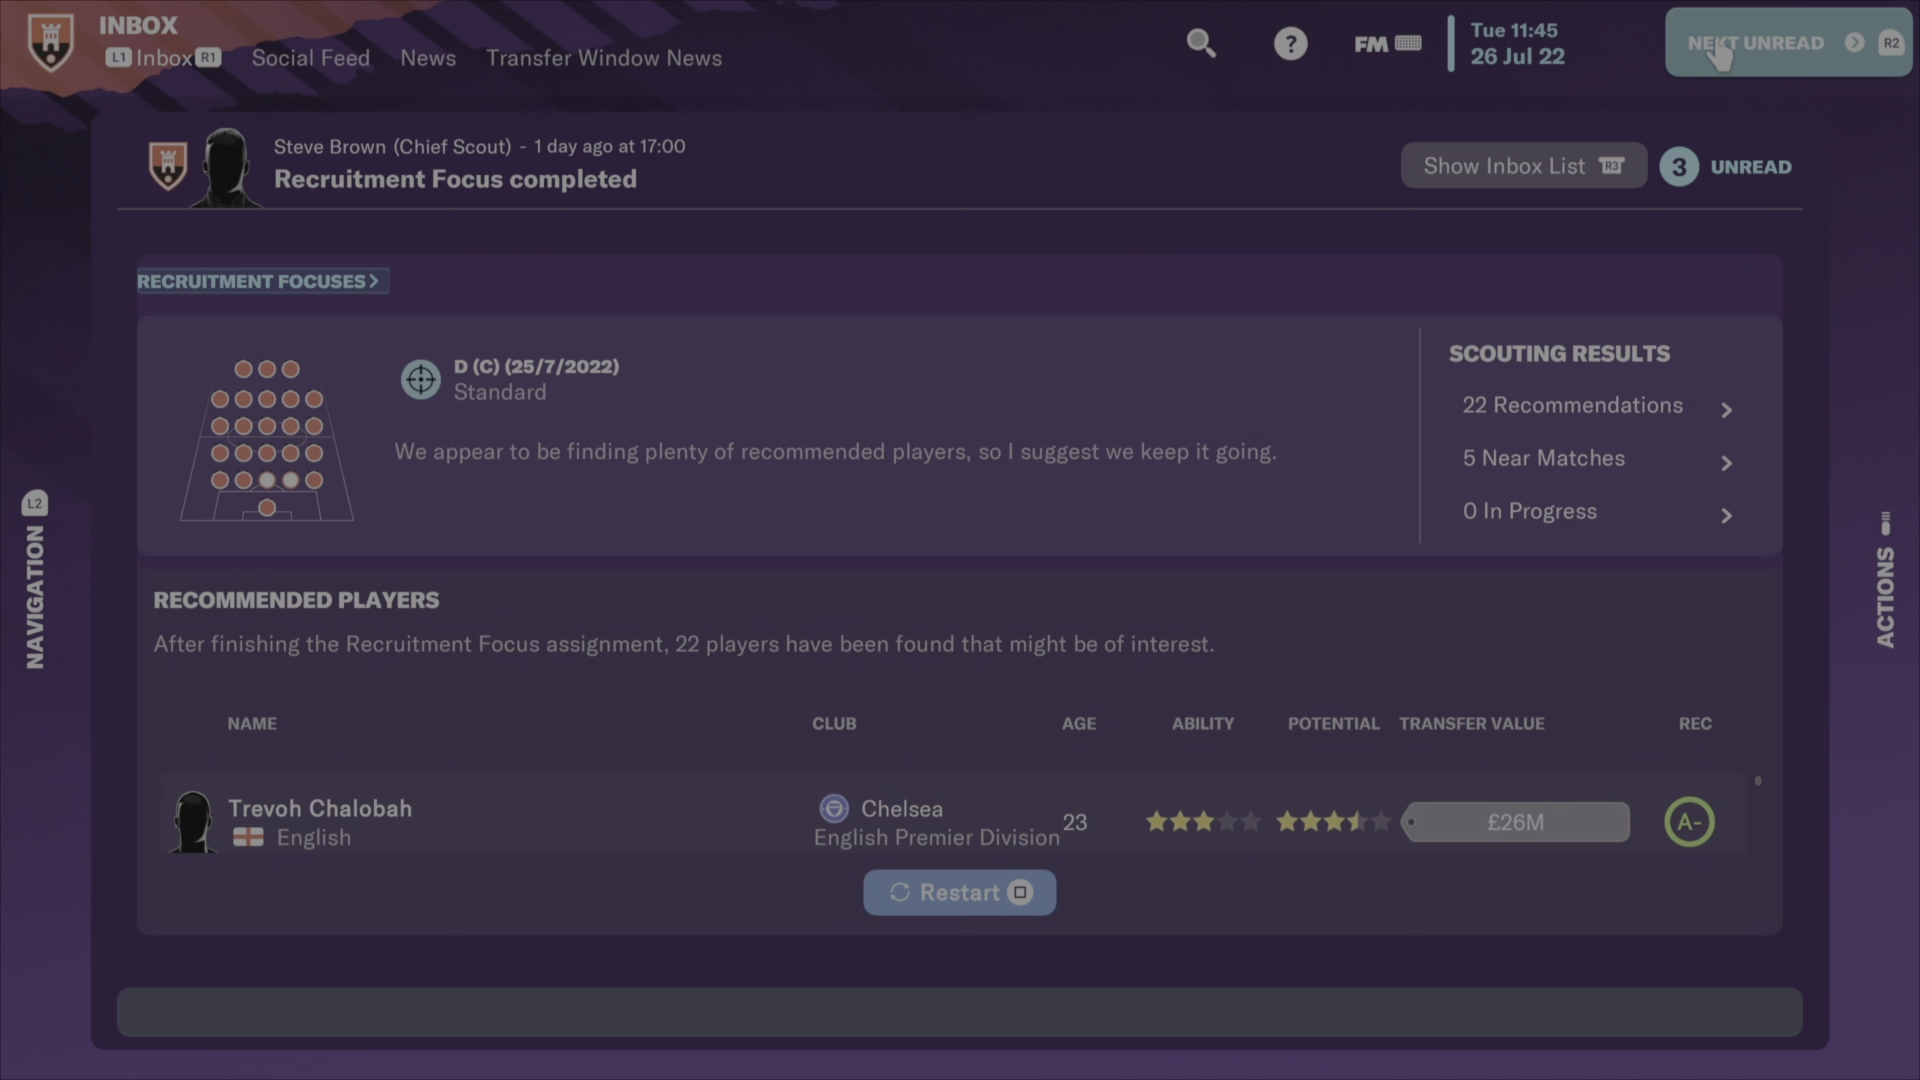 INBOX
L1 Inbox R1 Social Feed News Transfer Window News
?
FM
Tue 11:45
26 Jul 22
NEXT UNREAD R2
Steve Brown (Chief Scout) - 1 day ago at 17:00
Recruitment Focus completed
Show Inbox List R3
3 UNREAD
RECRUITMENT FOCUSES
D (C) (25/7/2022)
Standard
We appear to be finding plenty of recommended players, so I suggest we keep it going.
SCOUTING RESULTS
22 Recommendations
5 Near Matches
0 In Progress
L2
NAVIGATION
ACTIONS
RECOMMENDED PLAYERS
After finishing the Recruitment Focus assignment, 22 players have been found that might be of interest.
NAME CLUB AGE ABILITY POTENTIAL TRANSFER VALUE REC
Trevoh Chalobah
English
Chelsea
English Premier Division
23
£26M
A-
Restart